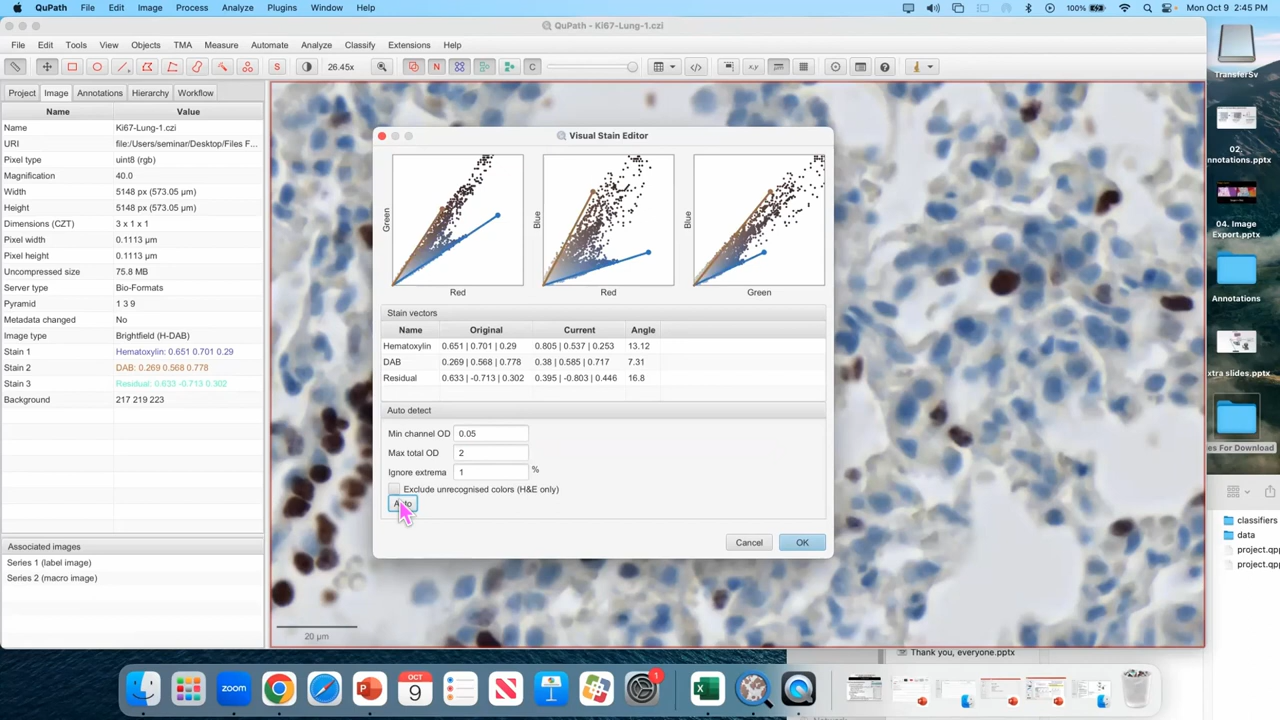 QuPath File Edit Image Process Analyze Plugins Window Help 100% Mon Oct 9 2:45 PM
QuPath - Ki67-Lung-1.czi
File Edit Tools View Objects TMA Measure Automate Analyze Classify Extensions Help
N S 26.45x C x,y
Project Image Annotations Hierarchy Workflow
Name Value
Name Ki67-Lung-1.czi
URI file:/Users/seminar/Desktop/Files F...
Pixel type uint8 (rgb)
Magnification 40.0
Width 5148 px (573.05 µm)
Height 5148 px (573.05 µm)
Dimensions (CZT) 3 x 1 x 1
Pixel width 0.1113 µm
Pixel height 0.1113 µm
Uncompressed size 75.8 MB
Server type Bio-Formats
Pyramid 1 3 9
Metadata changed No
Image type Brightfield (H-DAB)
Stain 1 Hematoxylin: 0.651 0.701 0.29
Stain 2 DAB: 0.269 0.568 0.778
Stain 3 Residual: 0.633 -0.713 0.302
Background 217 219 223
Associated images
Series 1 (label image)
Series 2 (macro image)
Visual Stain Editor
Green
Red
Blue
Red
Blue
Green
Stain vectors
Name Original Current Angle
Hematoxylin 0.651 | 0.701 | 0.29 0.805 | 0.537 | 0.253 13.12
DAB 0.269 | 0.568 | 0.778 0.38 | 0.585 | 0.717 7.31
Residual 0.633 | -0.713 | 0.302 0.395 | -0.803 | 0.446 16.8
Auto detect
Min channel OD 0.05
Max total OD 2
Ignore extrema 1 %
Exclude unrecognised colors (H&E only)
Auto
Cancel OK
20 µm
TransferSv
02.
nnotations.pptx
04. Image
Export.pptx
Annotations
xtra slides.pptx
es For Download
classifiers
data
project.qpp
project.qpp
Thank you, everyone.pptx
zoom
OCT
9
1